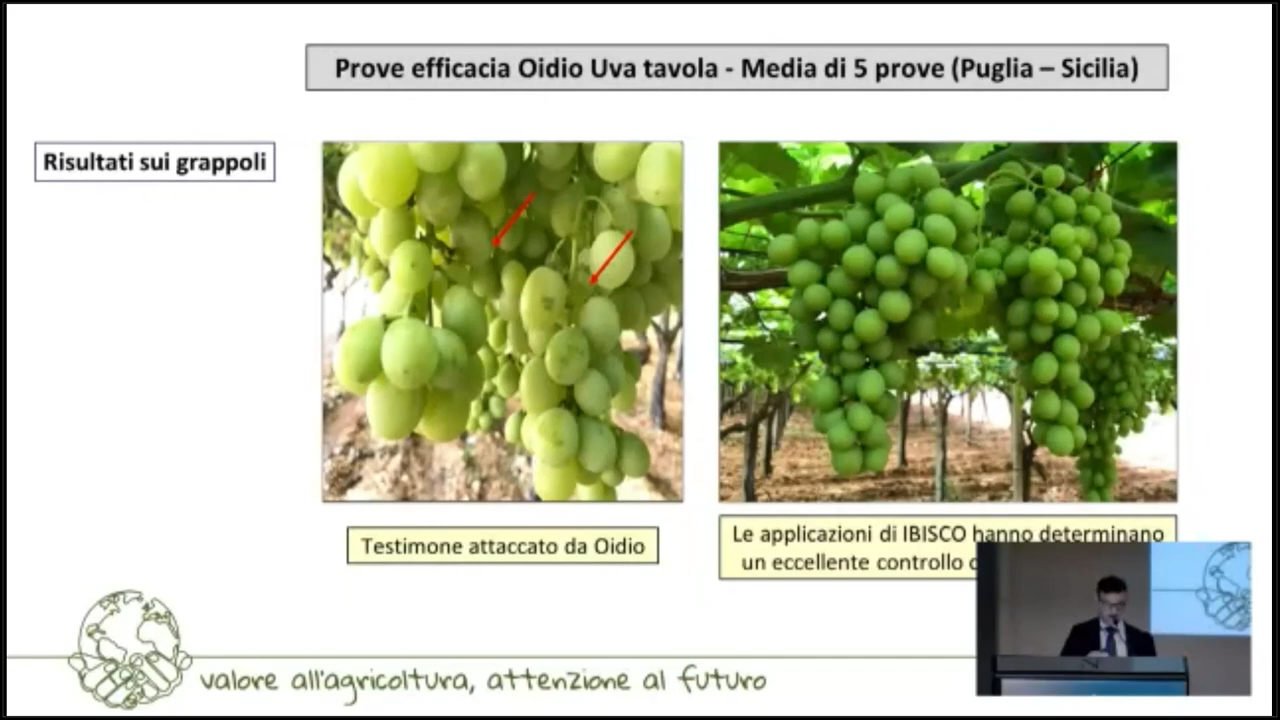 Prove efficacia Oidio Uva tavola - Media di 5 prove (Puglia – Sicilia)
Risultati sui grappoli
Testimone attaccato da Oidio
Le applicazioni di IBISCO hanno determinano
un eccellente controllo
valore all'agricoltura, attenzione al futuro